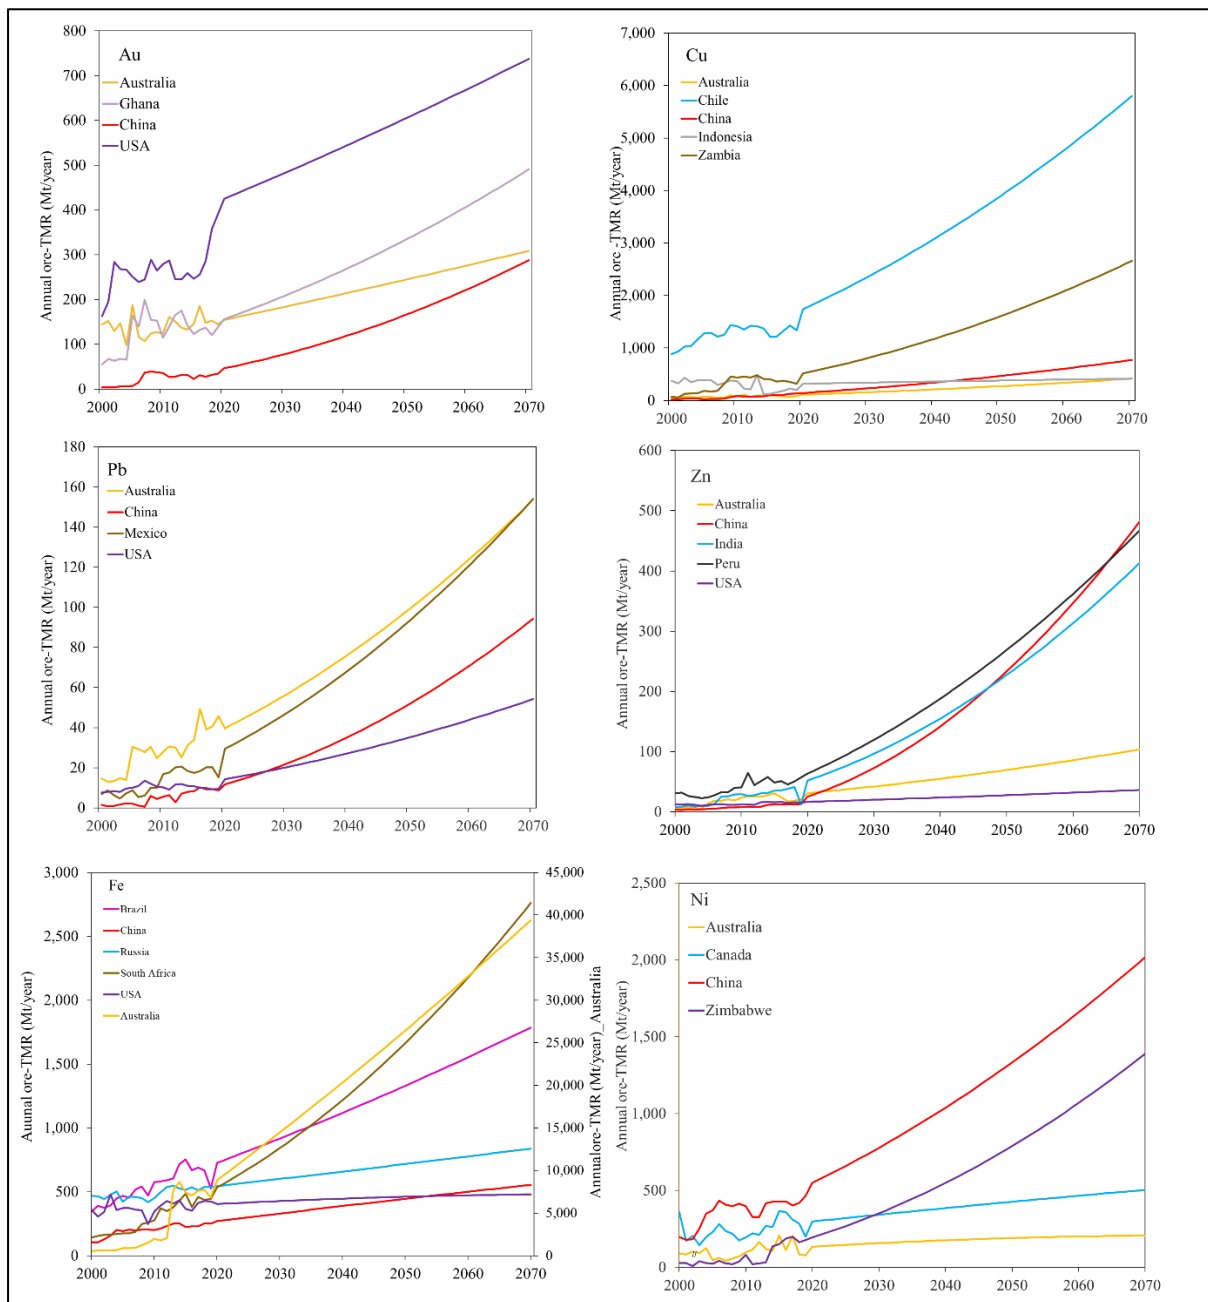 Au
Australia
Ghana
China
USA
Annual ore-TMR (Mt/year)
800
700
600
500
400
300
200
100
0
2000 2010 2020 2030 2040 2050 2060 2070
Cu
Australia
Chile
China
Indonesia
Zambia
Annual ore -TMR (Mt/year)
7,000
6,000
5,000
4,000
3,000
2,000
1,000
0
2000 2010 2020 2030 2040 2050 2060 2070
Pb
Australia
China
Mexico
USA
Annual ore-TMR (Mt/year)
180
160
140
120
100
80
60
40
20
0
2000 2010 2020 2030 2040 2050 2060 2070
Zn
Australia
China
India
Peru
USA
Annual ore-TMR (Mt/year)
600
500
400
300
200
100
0
2000 2010 2020 2030 2040 2050 2060 2070
Fe
Brazil
China
Russia
South Africa
USA
Australia
Auunal ore-TMR (Mt/year)
3,000
2,500
2,000
1,500
1,000
500
0
45,000
40,000
35,000
30,000
25,000
20,000
15,000
10,000
5,000
0
Annualore-TMR (Mt/year)_Australia
2000 2010 2020 2030 2040 2050 2060 2070
Ni
Australia
Canada
China
Zimbabwe
Annual ore-TMR (Mt/year)
2,500
2,000
1,500
1,000
500
0
//
2000 2010 2020 2030 2040 2050 2060 2070